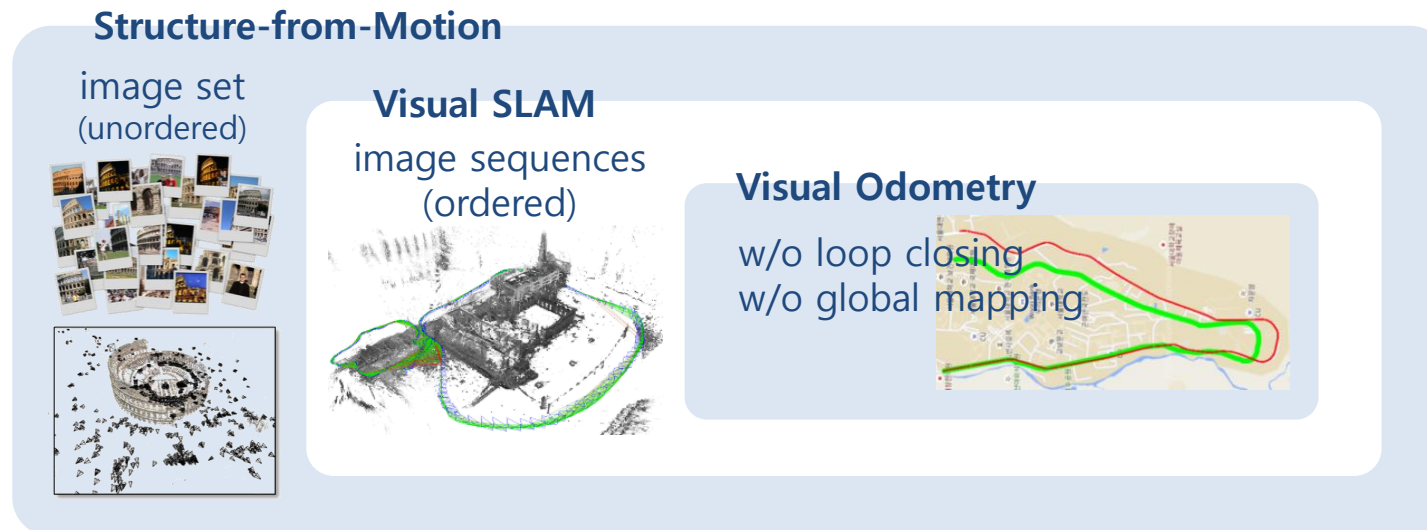 Structure-from-Motion
image set
(unordered)
Visual SLAM
image sequences
(ordered)
Visual Odometry
w/o loop closing
w/o global mapping